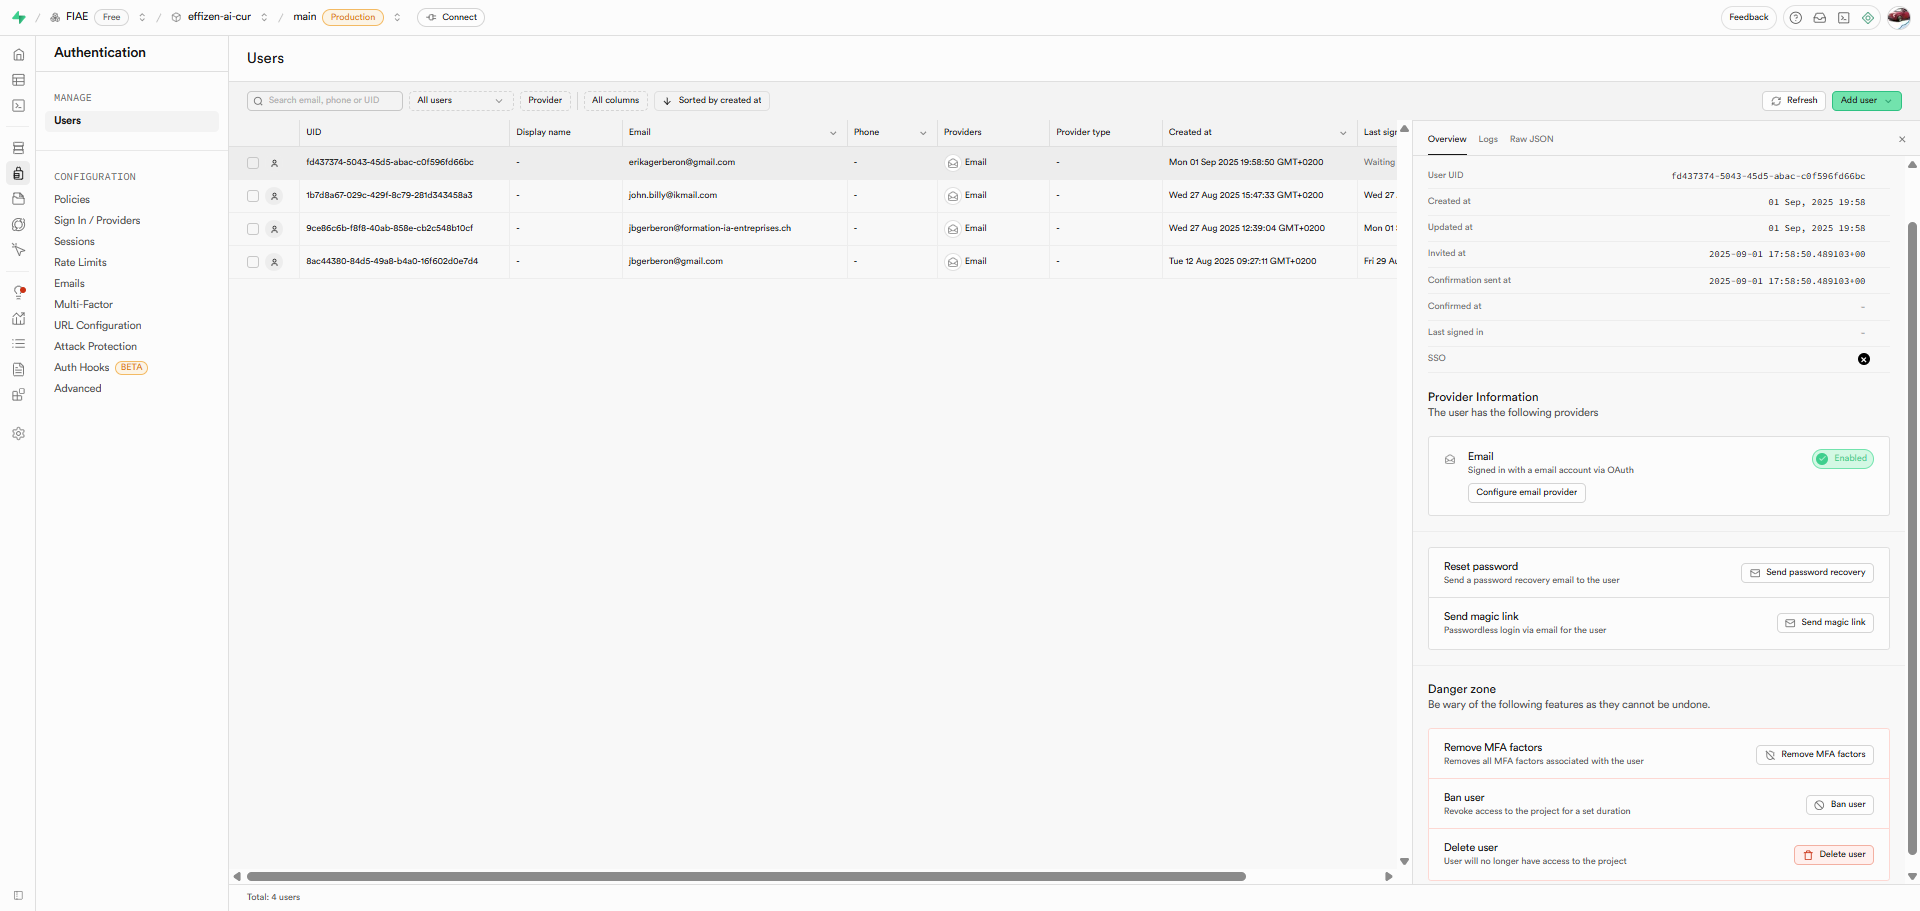 FIAE Free effizen-ai-cur main Production Connect Feedback
Authentication
MANAGE
Users
CONFIGURATION
Policies
Sign In / Providers
Sessions
Rate Limits
Emails
Multi-Factor
URL Configuration
Attack Protection
Auth Hooks BETA
Advanced
Users
Search email, phone or UID All users Provider All columns Sorted by created at Refresh Add user
UID Display name Email Phone Providers Provider type Created at Last sigr
fd437374-5043-45d5-abac-c0f596fd66bc - erikagerberon@gmail.com - Email - Mon 01 Sep 2025 19:58:50 GMT+0200 Waiting
1b7d8a67-029c-429f-8c79-281d343458a3 - john.billy@ikmail.com - Email - Wed 27 Aug 2025 15:47:33 GMT+0200 Wed 27
9ce86c6b-f8f8-40ab-858e-cb2c548b10cf - jbgerberon@formation-ia-entreprises.ch - Email - Wed 27 Aug 2025 12:39:04 GMT+0200 Mon 01
8ac44380-84d5-49a8-b4a0-16f602d0e7d4 - jbgerberon@gmail.com - Email - Tue 12 Aug 2025 09:27:11 GMT+0200 Fri 29 Au
Total: 4 users
Overview Logs Raw JSON
User UID fd437374-5043-45d5-abac-c0f596fd66bc
Created at 01 Sep, 2025 19:58
Updated at 01 Sep, 2025 19:58
Invited at 2025-09-01 17:58:50.489103+00
Confirmation sent at 2025-09-01 17:58:50.489103+00
Confirmed at -
Last signed in -
SSO
Provider Information
The user has the following providers
Email Enabled
Signed in with a email account via OAuth
Configure email provider
Reset password
Send a password recovery email to the user
Send password recovery
Send magic link
Passwordless login via email for the user
Send magic link
Danger zone
Be wary of the following features as they cannot be undone.
Remove MFA factors
Removes all MFA factors associated with the user
Remove MFA factors
Ban user
Revoke access to the project for a set duration
Ban user
Delete user
User will no longer have access to the project
Delete user